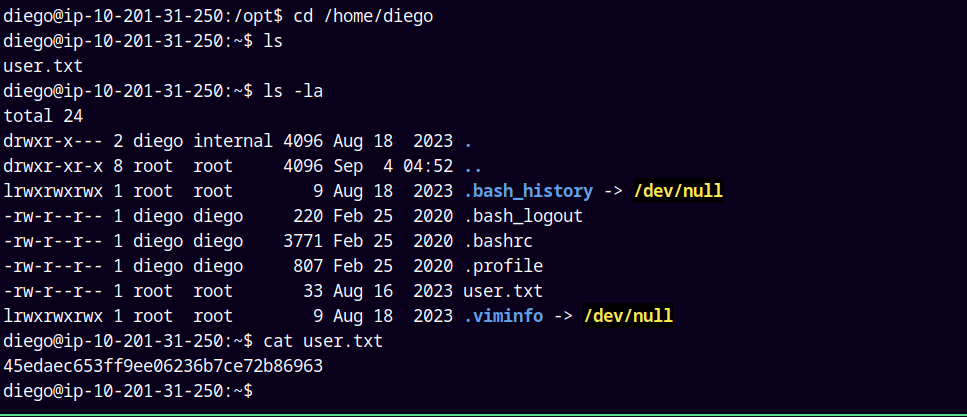 diego@ip-10-201-31-250:/opt$ cd /home/diego
diego@ip-10-201-31-250:~$ ls
user.txt
diego@ip-10-201-31-250:~$ ls -la
total 24
drwxr-x--- 2 diego internal 4096 Aug 18  2023 .
drwxr-xr-x 8 root  root     4096 Sep  4 04:52 ..
lrwxrwxrwx 1 root  root        9 Aug 18  2023 .bash_history -> /dev/null
-rw-r--r-- 1 diego diego     220 Feb 25  2020 .bash_logout
-rw-r--r-- 1 diego diego    3771 Feb 25  2020 .bashrc
-rw-r--r-- 1 diego diego     807 Feb 25  2020 .profile
-rw-r--r-- 1 root  root       33 Aug 16  2023 user.txt
lrwxrwxrwx 1 root  root        9 Aug 18  2023 .viminfo -> /dev/null
diego@ip-10-201-31-250:~$ cat user.txt
45edaec653ff9ee06236b7ce72b86963
diego@ip-10-201-31-250:~$